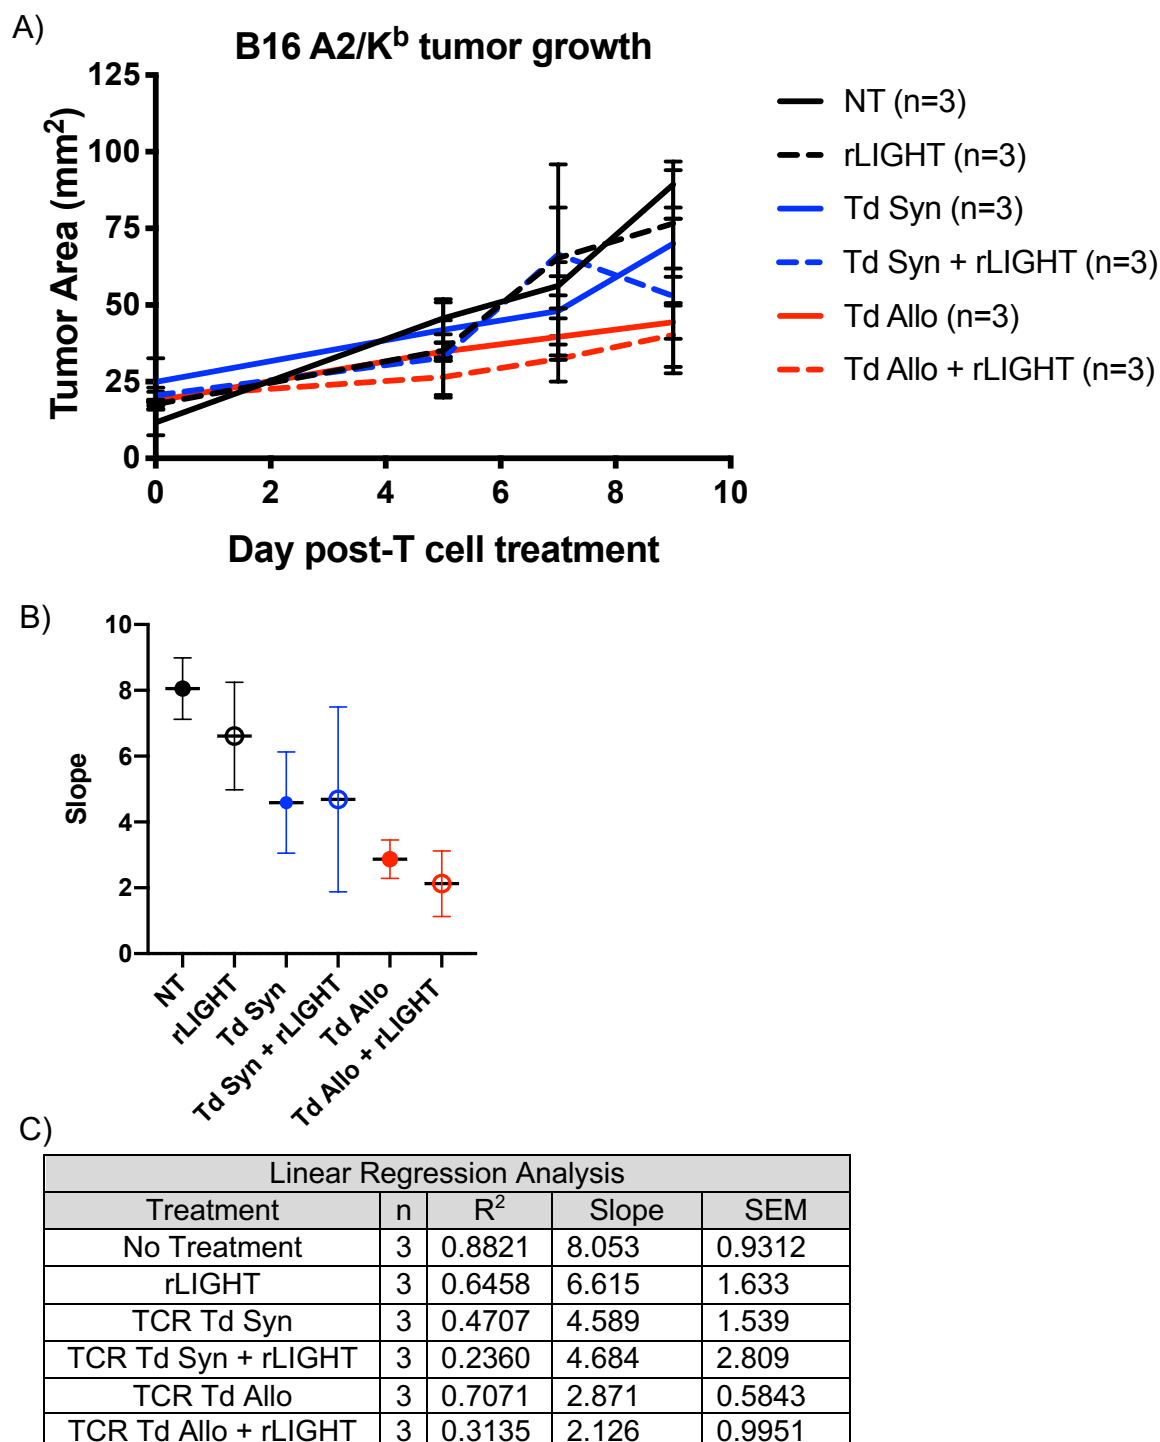 A)
B16 A2/Kᵇ tumor growth
Tumor Area (mm²)
125
100
75
50
25
0
0 2 4 6 8 10
Day post-T cell treatment
NT (n=3)
rLIGHT (n=3)
Td Syn (n=3)
Td Syn + rLIGHT (n=3)
Td Allo (n=3)
Td Allo + rLIGHT (n=3)
B)
Slope
10
8
6
4
2
0
NT
rLIGHT
Td Syn
Td Syn + rLIGHT
Td Allo
Td Allo + rLIGHT
C)
Linear Regression Analysis
Treatment n R² Slope SEM
No Treatment 3 0.8821 8.053 0.9312
rLIGHT 3 0.6458 6.615 1.633
TCR Td Syn 3 0.4707 4.589 1.539
TCR Td Syn + rLIGHT 3 0.2360 4.684 2.809
TCR Td Allo 3 0.7071 2.871 0.5843
TCR Td Allo + rLIGHT 3 0.3135 2.126 0.9951